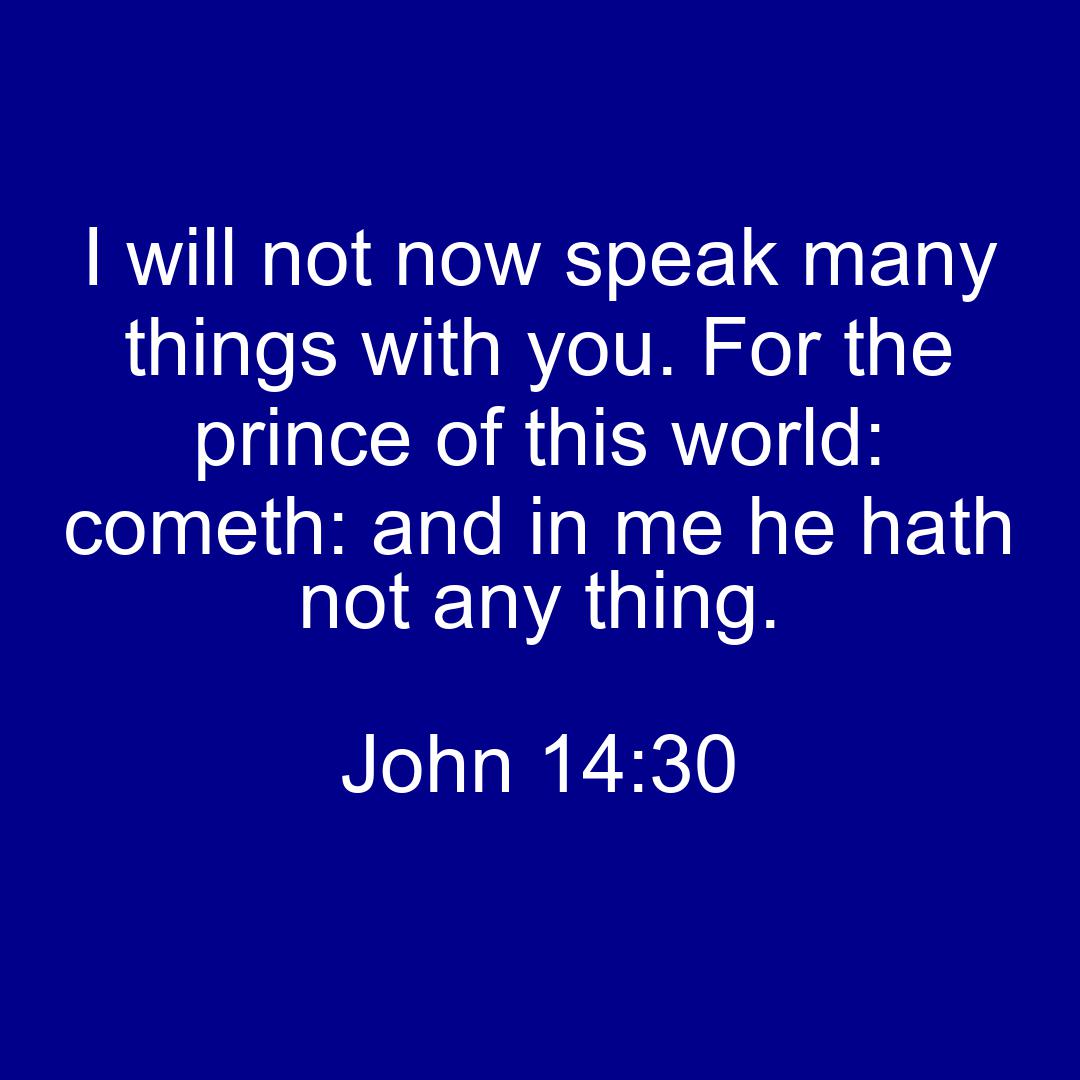 I will not now speak many
things with you. For the
prince of this world:
cometh: and in me he hath
not any thing.
John 14:30